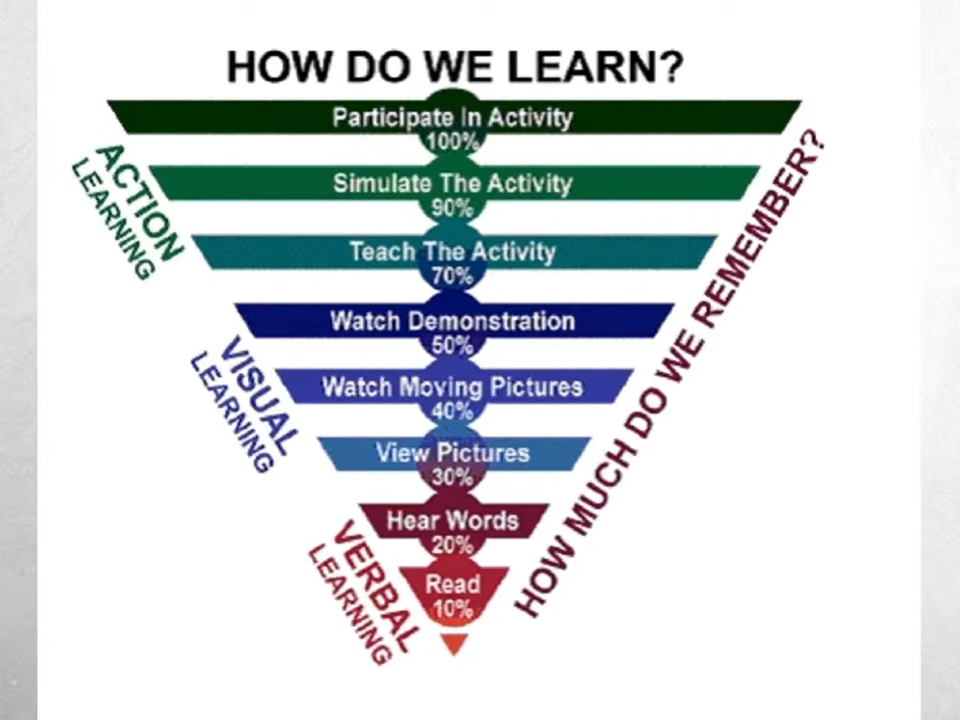 HOW DO WE LEARN?
Participate In Activity
100%
Simulate The Activity
90%
Teach The Activity
70%
Watch Demonstration
50%
Watch Moving Pictures
40%
View Pictures
30%
Hear Words
20%
Read
10%
ACTION
LEARNING
VISUAL
LEARNING
VERBAL
LEARNING
HOW MUCH DO WE REMEMBER?